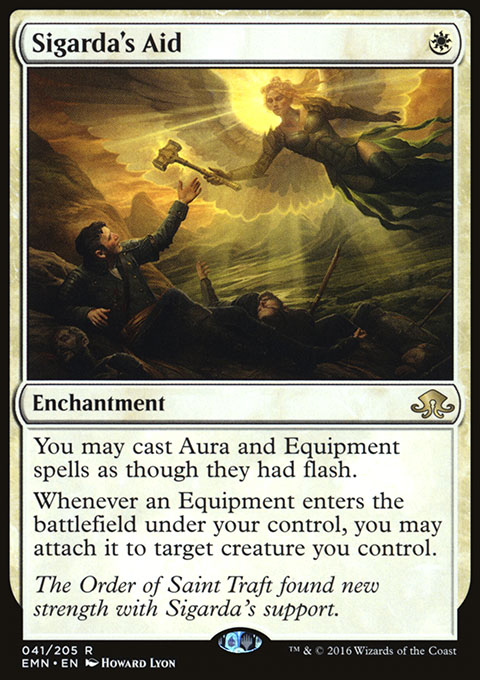 Sigarda's Aid
Enchantment
You may cast Aura and Equipment
spells as though they had flash.
Whenever an Equipment enters the
battlefield under your control, you may
attach it to target creature you control.
The Order of Saint Traft found new
strength with Sigarda's support.
041/205 R
EMN • EN Howard Lyon
™ & © 2016 Wizards of the Coast